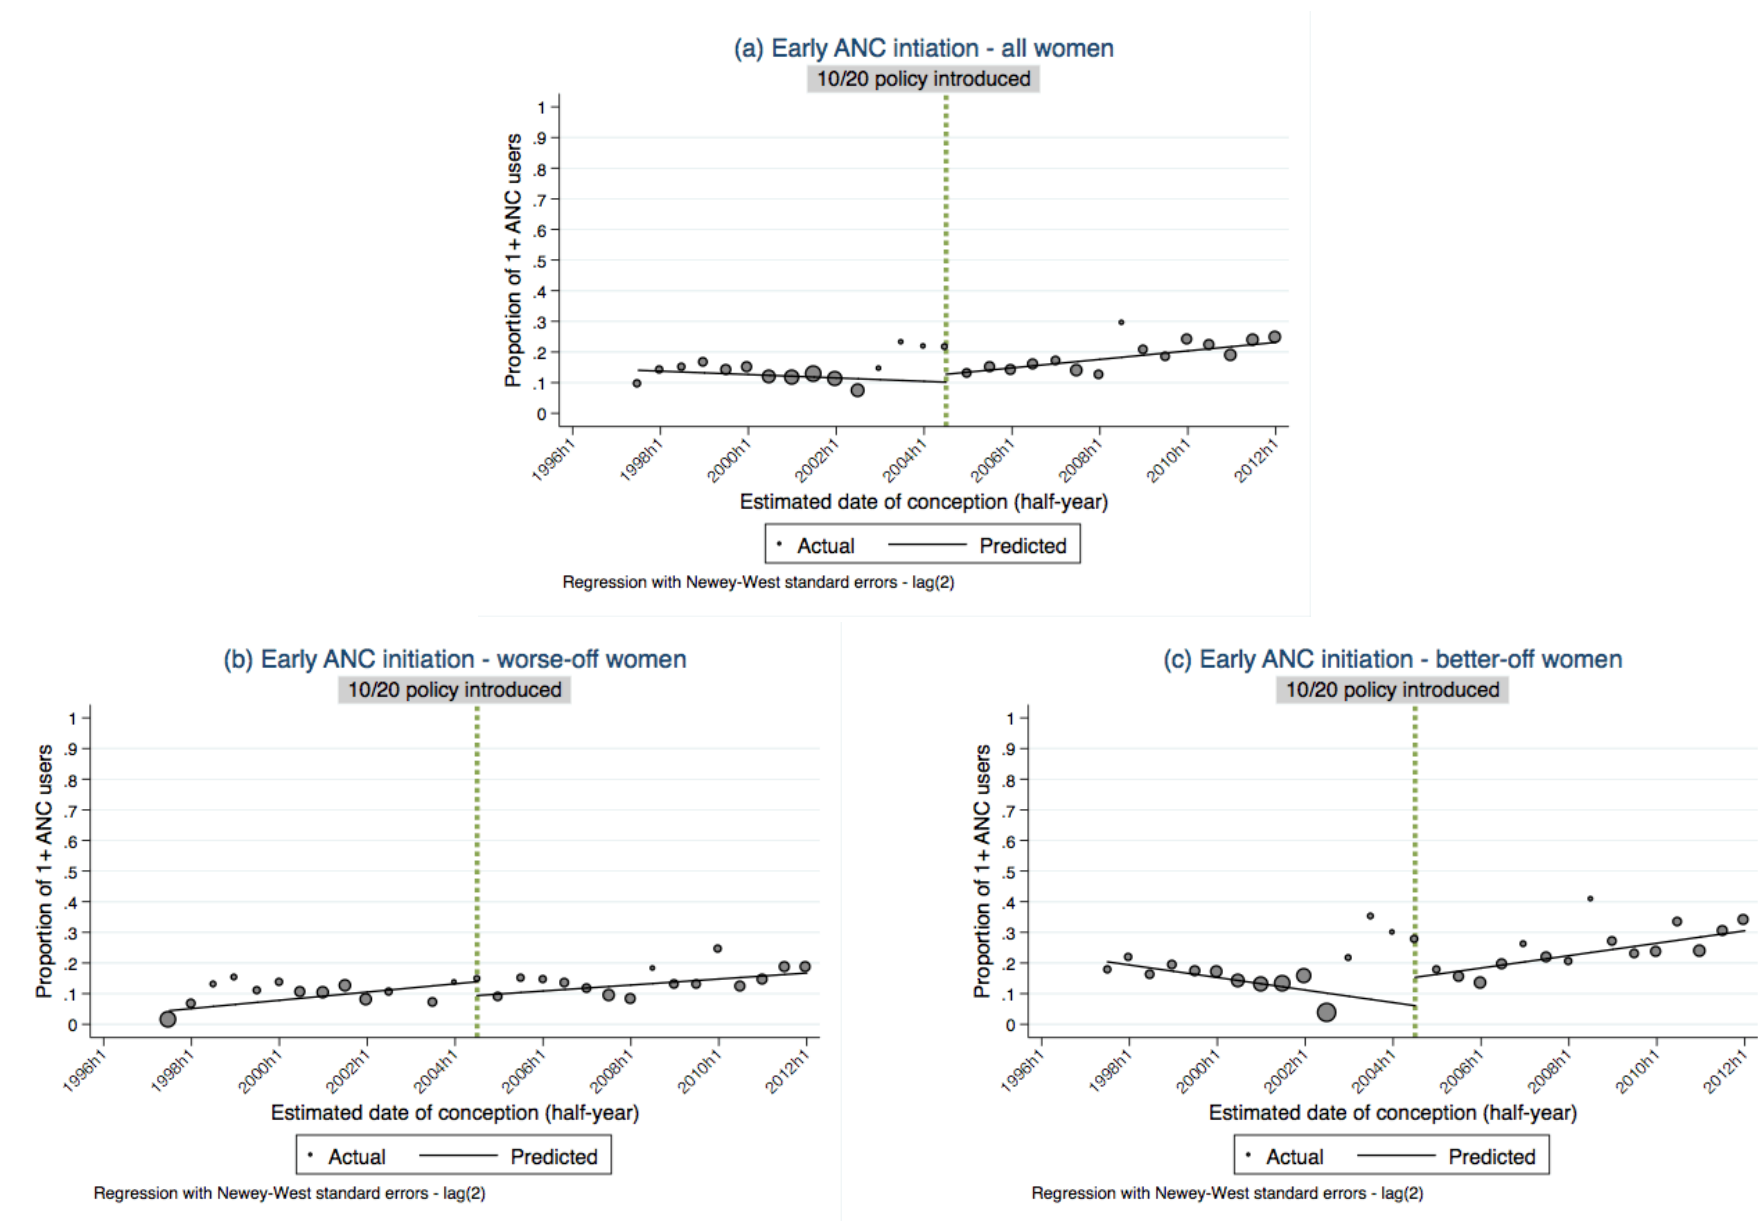 (a) Early ANC intiation - all women
10/20 policy introduced
Proportion of 1+ ANC users
1
.9
.8
.7
.6
.5
.4
.3
.2
.1
0
1996h1
1998h1
2000h1
2002h1
2004h1
2006h1
2008h1
2010h1
2012h1
Estimated date of conception (half-year)
Actual
Predicted
Regression with Newey-West standard errors - lag(2)
(b) Early ANC initiation - worse-off women
10/20 policy introduced
Proportion of 1+ ANC users
1
.9
.8
.7
.6
.5
.4
.3
.2
.1
0
1996h1
1998h1
2000h1
2002h1
2004h1
2006h1
2008h1
2010h1
2012h1
Estimated date of conception (half-year)
Actual
Predicted
Regression with Newey-West standard errors - lag(2)
(c) Early ANC initiation - better-off women
10/20 policy introduced
Proportion of 1+ ANC users
1
.9
.8
.7
.6
.5
.4
.3
.2
.1
0
1996h1
1998h1
2000h1
2002h1
2004h1
2006h1
2008h1
2010h1
2012h1
Estimated date of conception (half-year)
Actual
Predicted
Regression with Newey-West standard errors - lag(2)